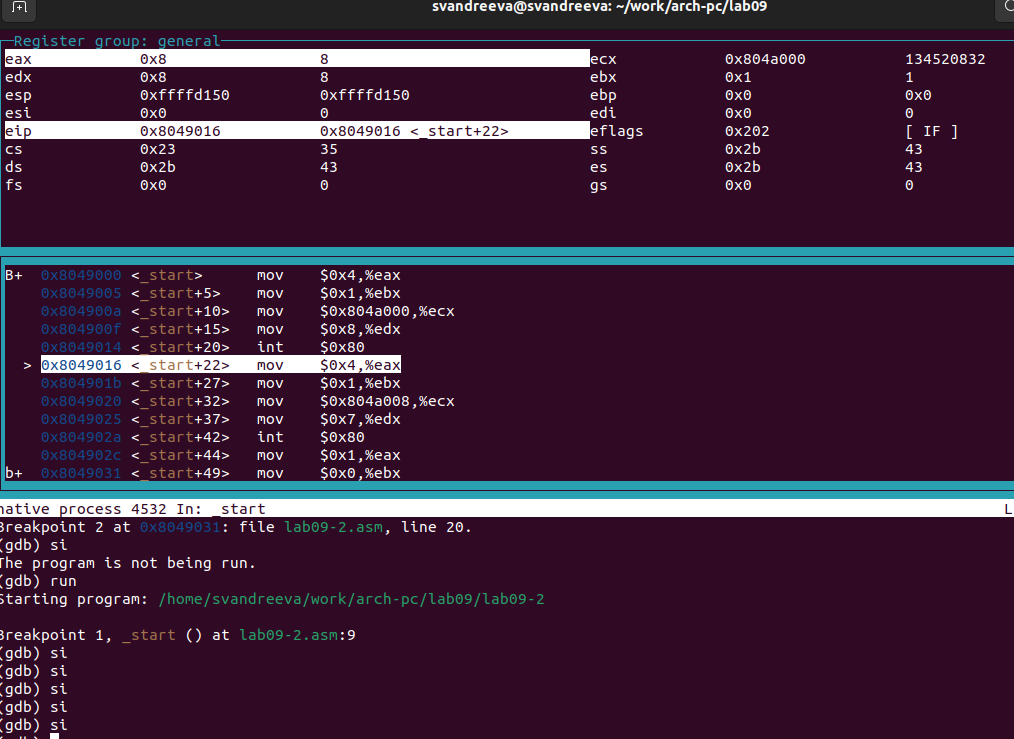 svandreeva@svandreeva: ~/work/arch-pc/lab09
Register group: general
eax 0x8 8 ecx 0x804a000 134520832
edx 0x8 8 ebx 0x1 1
esp 0xffffd150 0xffffd150 ebp 0x0 0x0
esi 0x0 0 edi 0x0 0
eip 0x8049016 0x8049016 <_start+22> eflags 0x202 [ IF ]
cs 0x23 35 ss 0x2b 43
ds 0x2b 43 es 0x2b 43
fs 0x0 0 gs 0x0 0
B+ 0x8049000 <_start> mov $0x4,%eax
0x8049005 <_start+5> mov $0x1,%ebx
0x804900a <_start+10> mov $0x804a000,%ecx
0x804900f <_start+15> mov $0x8,%edx
0x8049014 <_start+20> int $0x80
> 0x8049016 <_start+22> mov $0x4,%eax
0x804901b <_start+27> mov $0x1,%ebx
0x8049020 <_start+32> mov $0x804a008,%ecx
0x8049025 <_start+37> mov $0x7,%edx
0x804902a <_start+42> int $0x80
0x804902c <_start+44> mov $0x1,%eax
b+ 0x8049031 <_start+49> mov $0x0,%ebx
native process 4532 In: _start L
Breakpoint 2 at 0x8049031: file lab09-2.asm, line 20.
(gdb) si
The program is not being run.
(gdb) run
Starting program: /home/svandreeva/work/arch-pc/lab09/lab09-2
Breakpoint 1, _start () at lab09-2.asm:9
(gdb) si
(gdb) si
(gdb) si
(gdb) si
(gdb) si